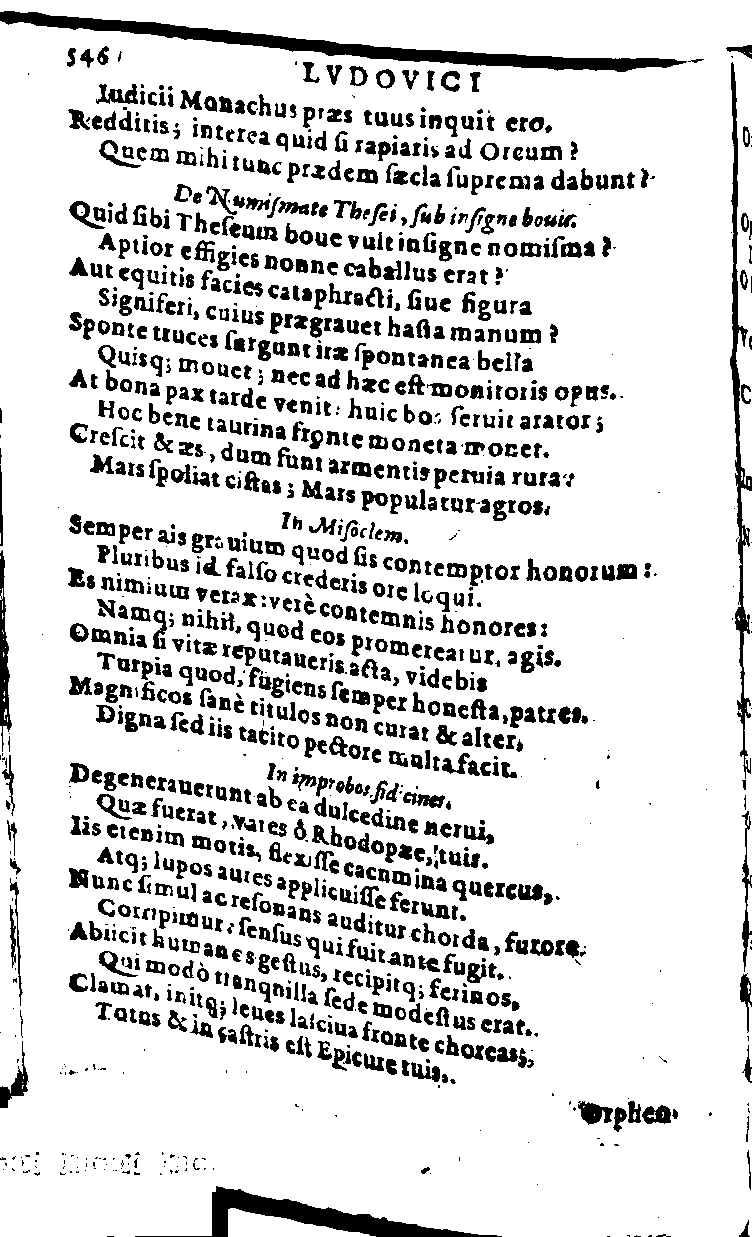 546
LVDOVICI
Iudicii Monachus præs tuus inquit ero.
Redditis; interea quid si rapiaris ad Orcum?
Quem mihi tunc prædem sæcla suprema dabunt?
De Numismate Thesei, sub insigne bouis.
Quid sibi Theseum boue vult insigne nomisma?
Aptior effigies nonne caballus erat?
Aut equitis facies cataphracti, siue figura
Signiferi, cuius prægrauet hasta manum?
Sponte truces surgunt iræ spontanea bella
Quisq; mouet; nec ad hæc est monitoris opus.
At bona pax tarde venit: huic bos seruit arator;
Hoc bene taurina fronte moneta monet.
Crescit & æs, dum sunt armentis peruia rura:
Mars spoliat cistas; Mars populatur agros.
In Misoclem.
Semper ais grauium quod sis contemptor honorum:
Pluribus id falso crederis ore loqui.
Es nimium verax: verè contemnis honores:
Namq; nihil, quod eos promereatur, agis.
Omnia si vitæ reputaueris acta, videbis
Turpia quod, fugiens semper honesta, patres.
Magnificos sanè titulos non curat & alter,
Digna sed iis tacito pectore multa facit.
In improbos fidicines.
Degenerauerunt ab ea dulcedine nerui,
Quæ fuerat, vates ô Rhodopæe, tuis.
Iis etenim motis, flexisse cacumina quercus,
Atq; lupos aures applicuisse ferunt.
Nunc simul ac resonans auditur chorda, furore
Corripimur: sensus qui fuit ante fugit.
Abiicit humanes gestus, recipitq; ferinos,
Qui modò tranquilla sede modestus erat.
Clamat, initq; leues lasciua fronte choreas;
Totus & in castris est Epicure tuis.
Orpheu